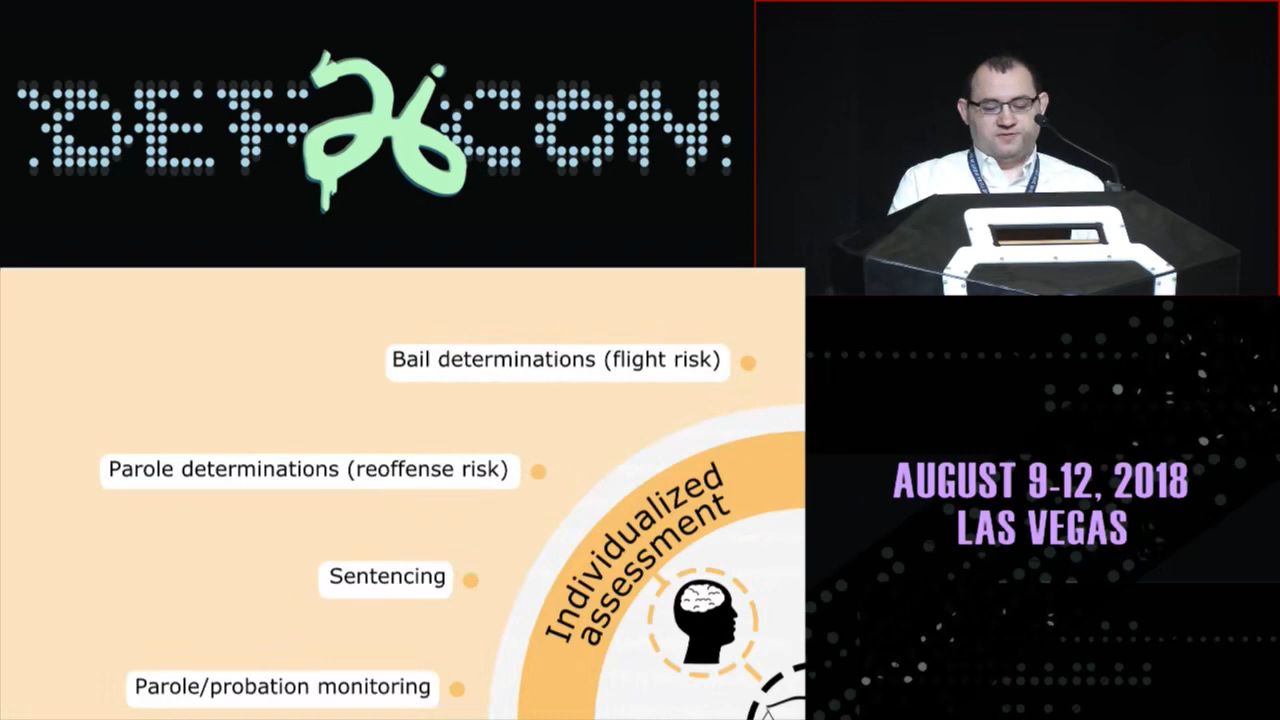 DEF 26 CON
Bail determinations (flight risk)
Parole determinations (reoffense risk)
Individualized
assessment
Sentencing
Parole/probation monitoring
AUGUST 9-12, 2018
LAS VEGAS